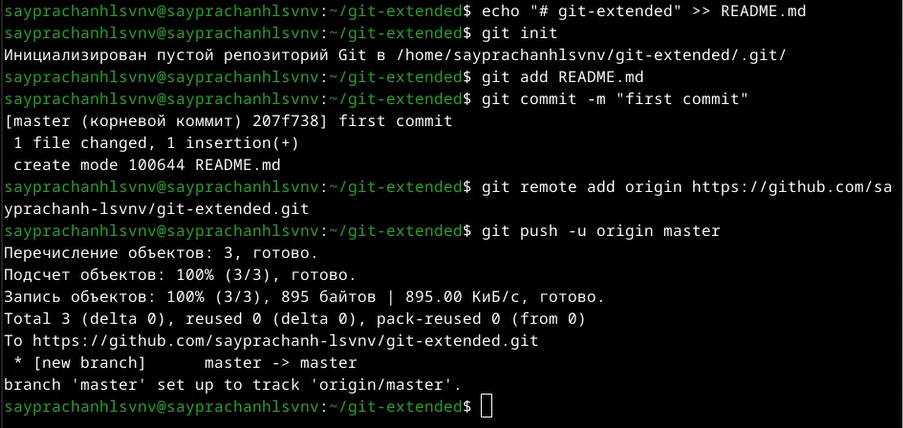 sayprachanhlsvnv@sayprachanhlsvnv:~/git-extended$ echo "# git-extended" >> README.md
sayprachanhlsvnv@sayprachanhlsvnv:~/git-extended$ git init
Инициализирован пустой репозиторий Git в /home/sayprachanhlsvnv/git-extended/.git/
sayprachanhlsvnv@sayprachanhlsvnv:~/git-extended$ git add README.md
sayprachanhlsvnv@sayprachanhlsvnv:~/git-extended$ git commit -m "first commit"
[master (корневой коммит) 207f738] first commit
 1 file changed, 1 insertion(+)
 create mode 100644 README.md
sayprachanhlsvnv@sayprachanhlsvnv:~/git-extended$ git remote add origin https://github.com/sa
yprachanh-lsvnv/git-extended.git
sayprachanhlsvnv@sayprachanhlsvnv:~/git-extended$ git push -u origin master
Перечисление объектов: 3, готово.
Подсчет объектов: 100% (3/3), готово.
Запись объектов: 100% (3/3), 895 байтов | 895.00 КиБ/с, готово.
Total 3 (delta 0), reused 0 (delta 0), pack-reused 0 (from 0)
To https://github.com/sayprachanh-lsvnv/git-extended.git
 * [new branch]      master -> master
branch 'master' set up to track 'origin/master'.
sayprachanhlsvnv@sayprachanhlsvnv:~/git-extended$